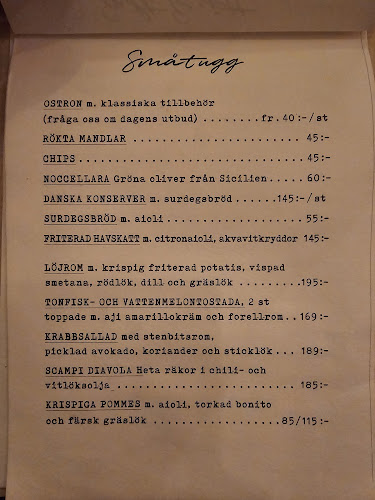 Småtugg
OSTRON m. klassiska tillbehör
(fråga oss om dagens utbud) ........fr. 40:-/st
RÖKTA MANDLAR ........................ 45:-
CHIPS ................................ 45:-
NOCCELLARA Gröna oliver från Sicilien..... 60:-
DANSKA KONSERVER m. surdegsbröd ......145:-/st
SURDEGSBRÖD m. aioli .................. 55:-
FRITERAD HAVSKATT m. citronaioli, akvavitkryddor 145:-
LÖJROM m. krispig friterad potatis, vispad
smetana, rödlök, dill och gräslök .........195:-
TONFISK- OCH VATTENMELONTOSTADA, 2 st
toppade m. aji amarillokräm och forellrom.. 169:-
KRABBSALLAD med stenbitsrom,
picklad avokado, koriander och sticklök... 189:-
SCAMPI DIAVOLA Heta räkor i chili- och
vitlöksolja .......................... 185:-
KRISPIGA POMMES m. aioli, torkad bonito
och färsk gräslök ..................85/115:-